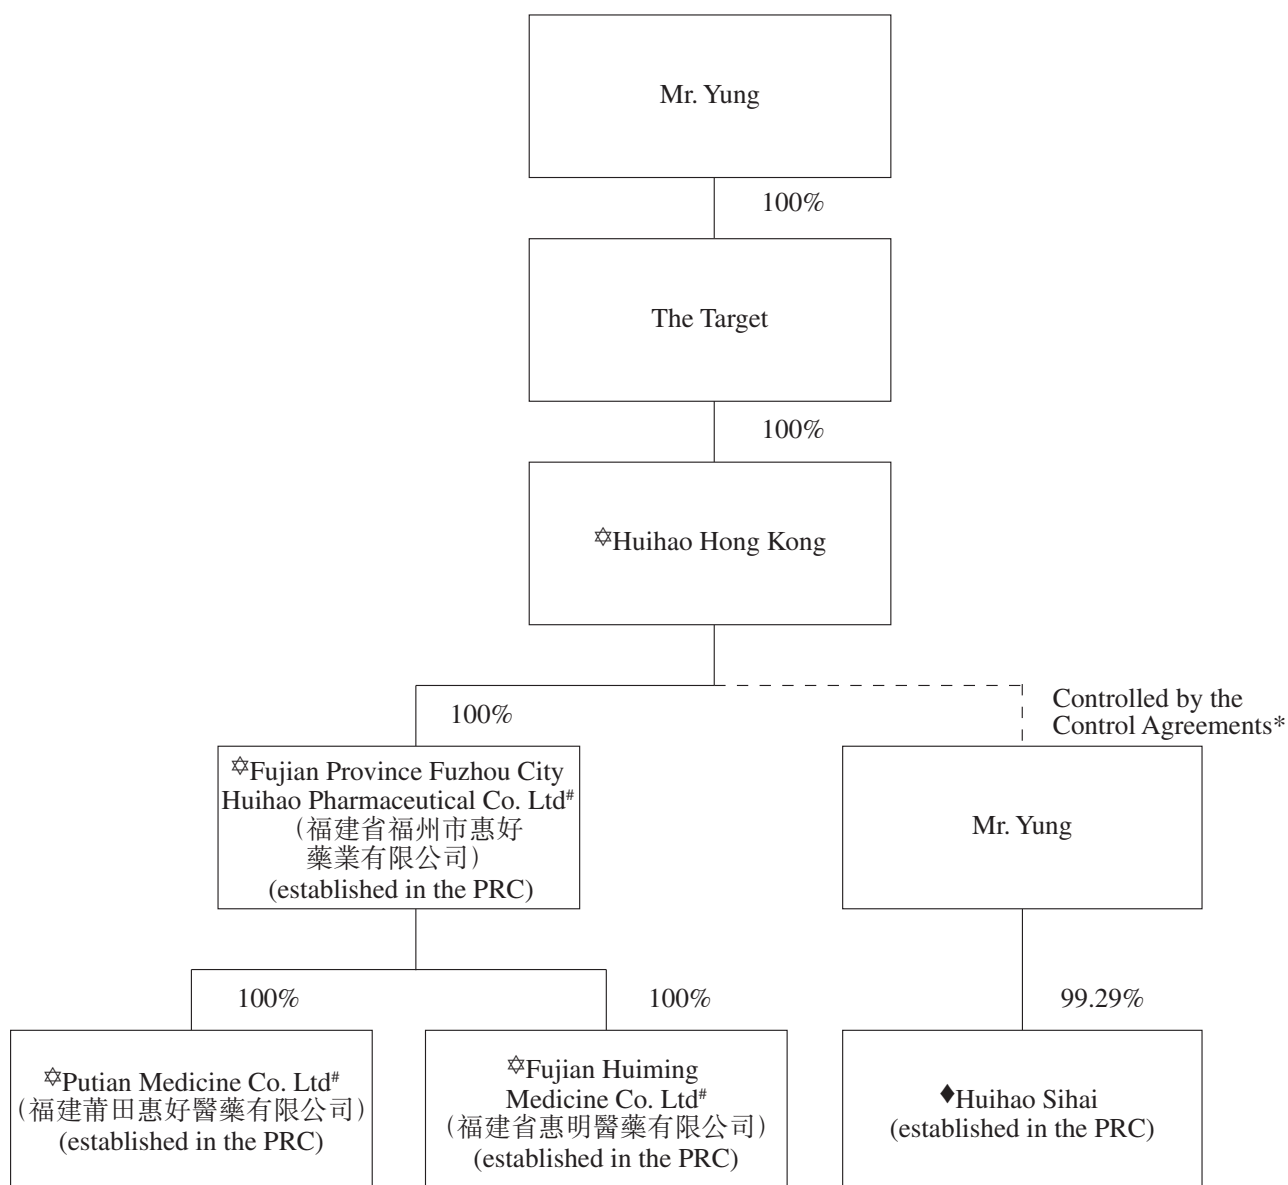 Mr. Yung
100%
The Target
100%
✡Huihao Hong Kong
100%
Controlled by the
Control Agreements*
✡Fujian Province Fuzhou City
Huihao Pharmaceutical Co. Ltd#
（福建省福州市惠好
藥業有限公司）
(established in the PRC)
Mr. Yung
100%
100%
99.29%
✡Putian Medicine Co. Ltd#
（福建莆田惠好醫藥有限公司）
(established in the PRC)
✡Fujian Huiming
Medicine Co. Ltd#
（福建省惠明醫藥有限公司）
(established in the PRC)
♦Huihao Sihai
(established in the PRC)